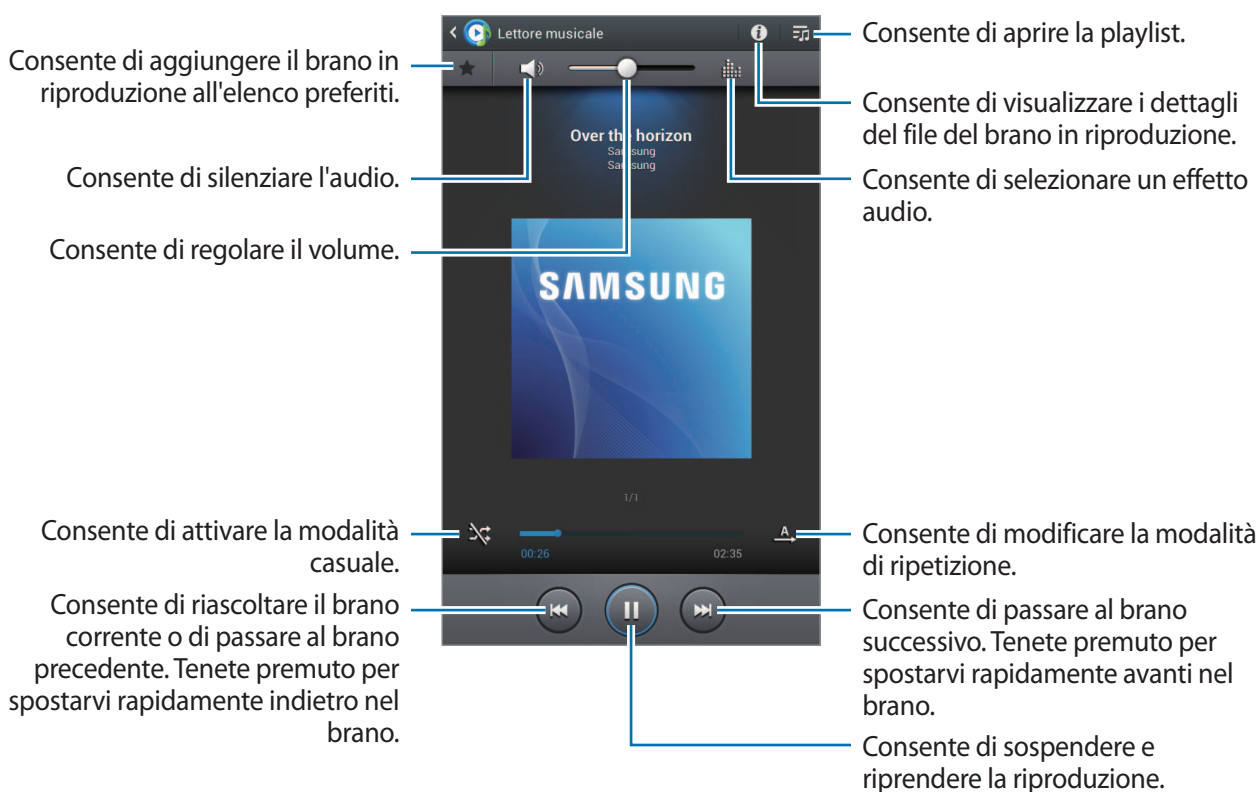 Lettore musicale
Consente di aggiungere il brano in
riproduzione all'elenco preferiti.
Consente di silenziare l'audio.
Consente di regolare il volume.
Consente di aprire la playlist.
Consente di visualizzare i dettagli
del file del brano in riproduzione.
Consente di selezionare un effetto
audio.
Over the horizon
Samsung
Samsung
SAMSUNG
1/1
00:26
02:35
A
Consente di attivare la modalità
casuale.
Consente di riascoltare il brano
corrente o di passare al brano
precedente. Tenete premuto per
spostarvi rapidamente indietro nel
brano.
Consente di modificare la modalità
di ripetizione.
Consente di passare al brano
successivo. Tenete premuto per
spostarvi rapidamente avanti nel
brano.
Consente di sospendere e
riprendere la riproduzione.